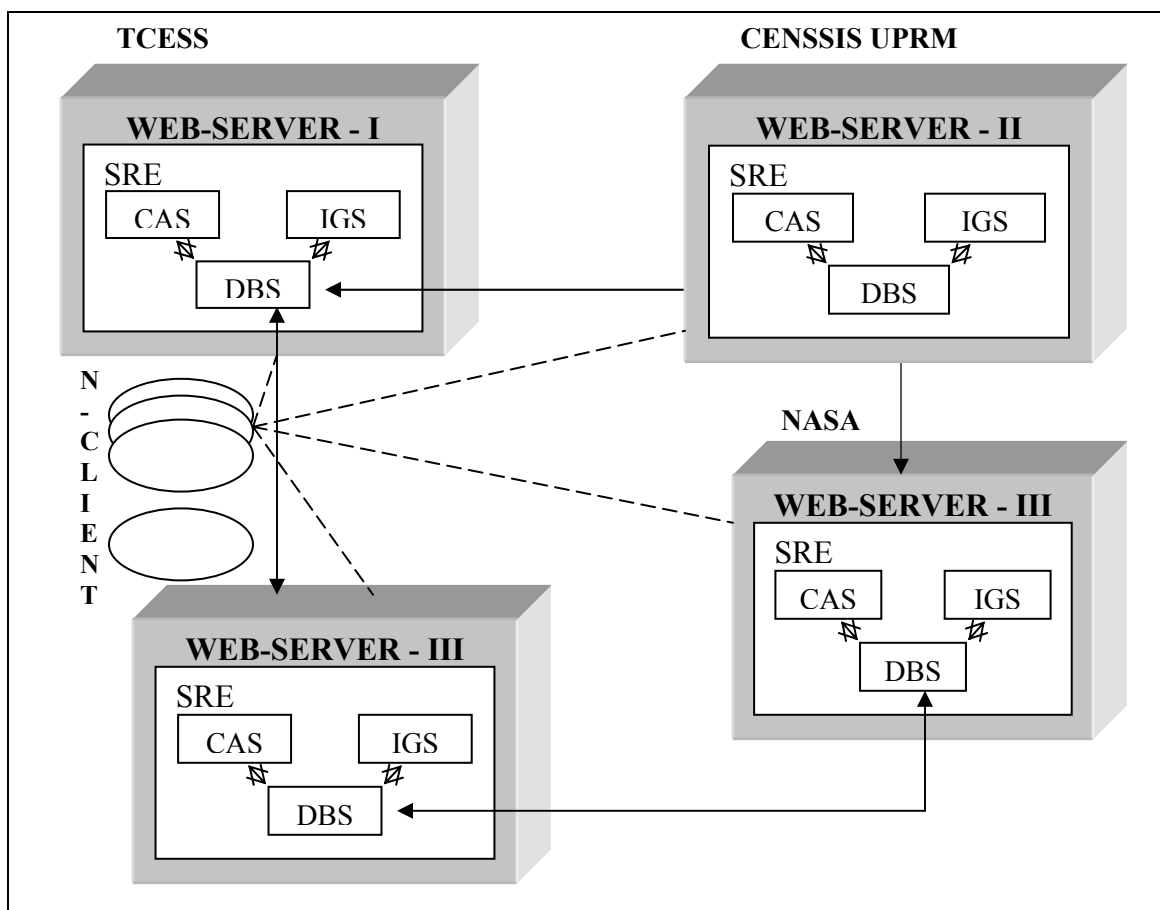 TCESS
CENSSIS UPRM
WEB-SERVER - I
SRE
CAS
IGS
DBS
WEB-SERVER - II
SRE
CAS
IGS
DBS
N
-
C
L
I
E
N
T
NASA
WEB-SERVER - III
SRE
CAS
IGS
DBS
WEB-SERVER - III
SRE
CAS
IGS
DBS